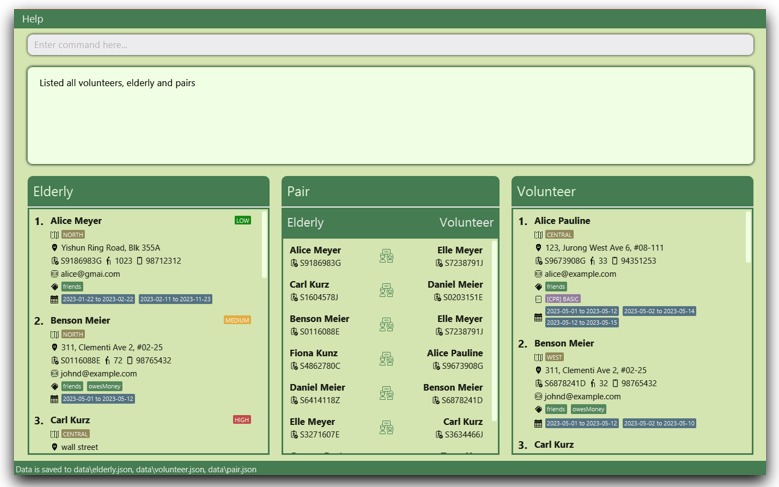 Help
Enter command here...
Listed all volunteers, elderly and pairs
Elderly
1. Alice Meyer LOW
NORTH
Yishun Ring Road, Blk 355A
S9186983G 1023 98712312
alice@gmai.com
friends
2023-01-22 to 2023-02-22 2023-02-11 to 2023-11-23
2. Benson Meier MEDIUM
NORTH
311, Clementi Ave 2, #02-25
S0116088E 72 98765432
johnd@example.com
friends owesMoney
2023-05-01 to 2023-05-12
3. Carl Kurz HIGH
CENTRAL
wall street
Pair
Elderly Volunteer
Alice Meyer Elle Meyer
S9186983G S7238791J
Carl Kurz Daniel Meier
S1604578J S0203151E
Benson Meier Elle Meyer
S0116088E S7238791J
Fiona Kunz Alice Pauline
S4862780C S9673908G
Daniel Meier Benson Meier
S6414118Z S6878241D
Elle Meyer Carl Kurz
S3271607E S3634466J
Volunteer
1. Alice Pauline
CENTRAL
123, Jurong West Ave 6, #08-111
S9673908G 33 94351253
alice@example.com
friends
[CPR] BASIC
2023-05-01 to 2023-05-12 2023-05-02 to 2023-05-14
2023-05-12 to 2023-05-15
2. Benson Meier
WEST
311, Clementi Ave 2, #02-25
S6878241D 32 98765432
johnd@example.com
friends owesMoney
2023-05-01 to 2023-05-12 2023-05-02 to 2023-05-10
3. Carl Kurz
Data is saved to data\elderly.json, data\volunteer.json, data\pair.json